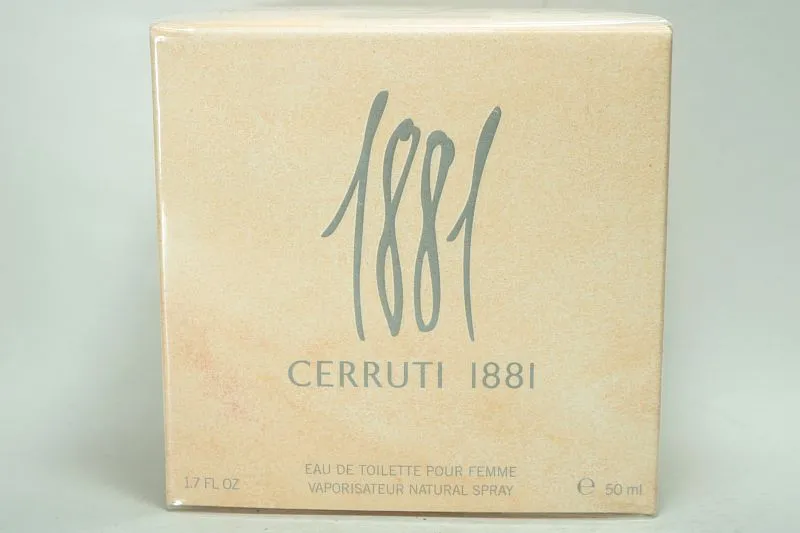 1881
CERRUTI 1881
EAU DE TOILETTE POUR FEMME
VAPORISATEUR NATURAL SPRAY
1.7 FL OZ
℮ 50 ml